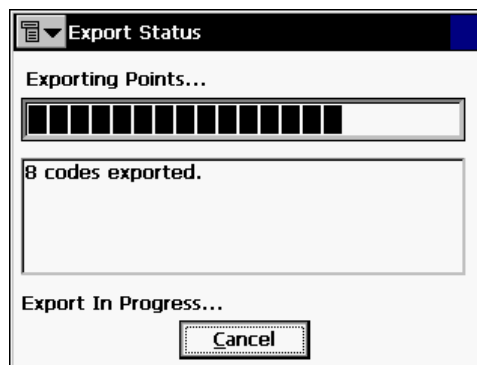 Export Status
Exporting Points...
8 codes exported.
Export In Progress...
Cancel